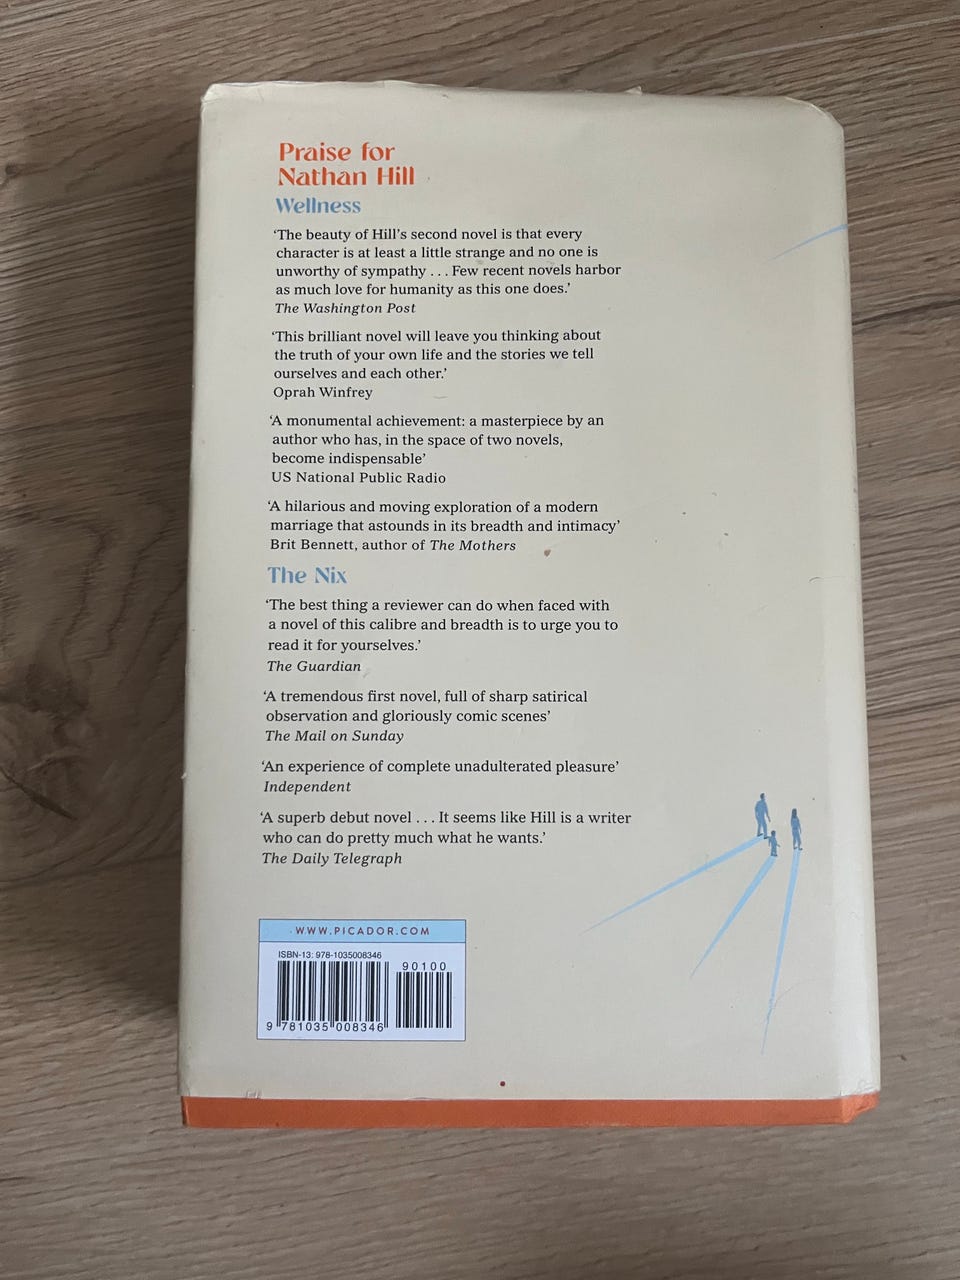 Praise for
Nathan Hill
Wellness
‘The beauty of Hill’s second novel is that every
character is at least a little strange and no one is
unworthy of sympathy . . . Few recent novels harbor
as much love for humanity as this one does.’
The Washington Post
‘This brilliant novel will leave you thinking about
the truth of your own life and the stories we tell
ourselves and each other.’
Oprah Winfrey
‘A monumental achievement: a masterpiece by an
author who has, in the space of two novels,
become indispensable’
US National Public Radio
‘A hilarious and moving exploration of a modern
marriage that astounds in its breadth and intimacy’
Brit Bennett, author of The Mothers
The Nix
‘The best thing a reviewer can do when faced with
a novel of this calibre and breadth is to urge you to
read it for yourselves.’
The Guardian
‘A tremendous first novel, full of sharp satirical
observation and gloriously comic scenes’
The Mail on Sunday
‘An experience of complete unadulterated pleasure’
Independent
‘A superb debut novel . . . It seems like Hill is a writer
who can do pretty much what he wants.’
The Daily Telegraph
WWW.PICADOR.COM
ISBN-13: 978-1035008346
90100
9 781035 008346